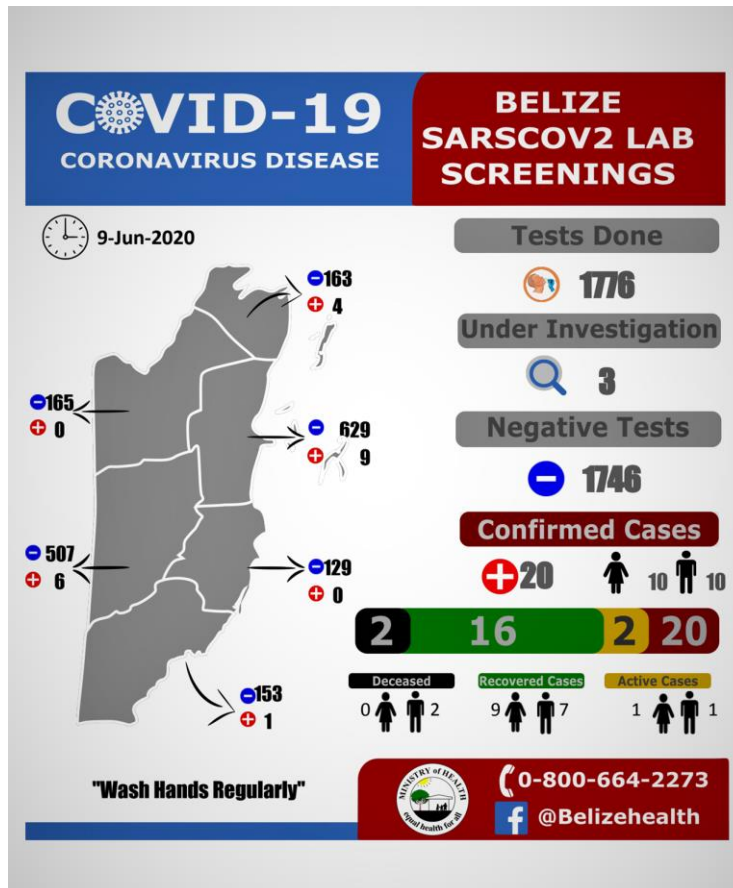 COVID-19
CORONAVIRUS DISEASE
BELIZE
SARSCOV2 LAB
SCREENINGS
9-Jun-2020
163
4
165
0
629
9
507
6
129
0
153
1
Tests Done
1776
Under Investigation
3
Negative Tests
1746
Confirmed Cases
20
10 10
2 16 2 20
Deceased
0 2
Recovered Cases
9 7
Active Cases
1 1
"Wash Hands Regularly"
MINISTRY of HEALTH
equal health for all
0-800-664-2273
f @Belizehealth